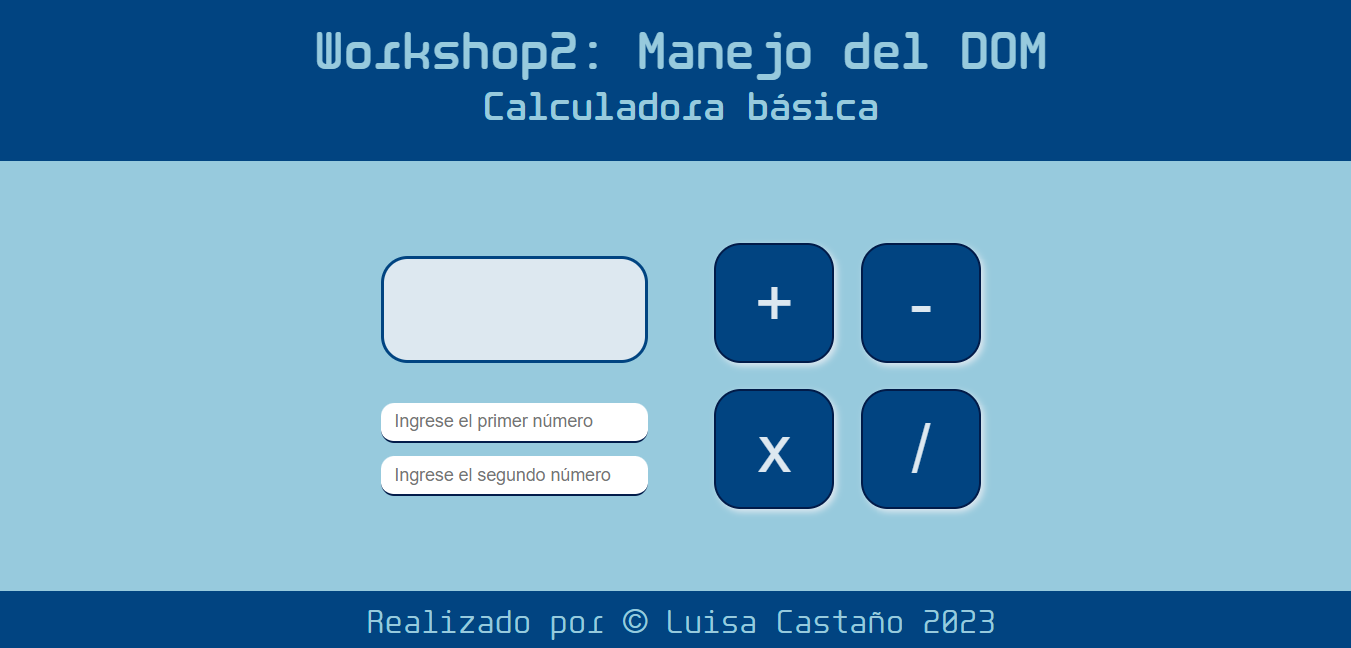 Workshop2: Manejo del DOM
Calculadora básica
+
-
Ingrese el primer número
Ingrese el segundo número
x
/
Realizado por © Luisa Castaño 2023